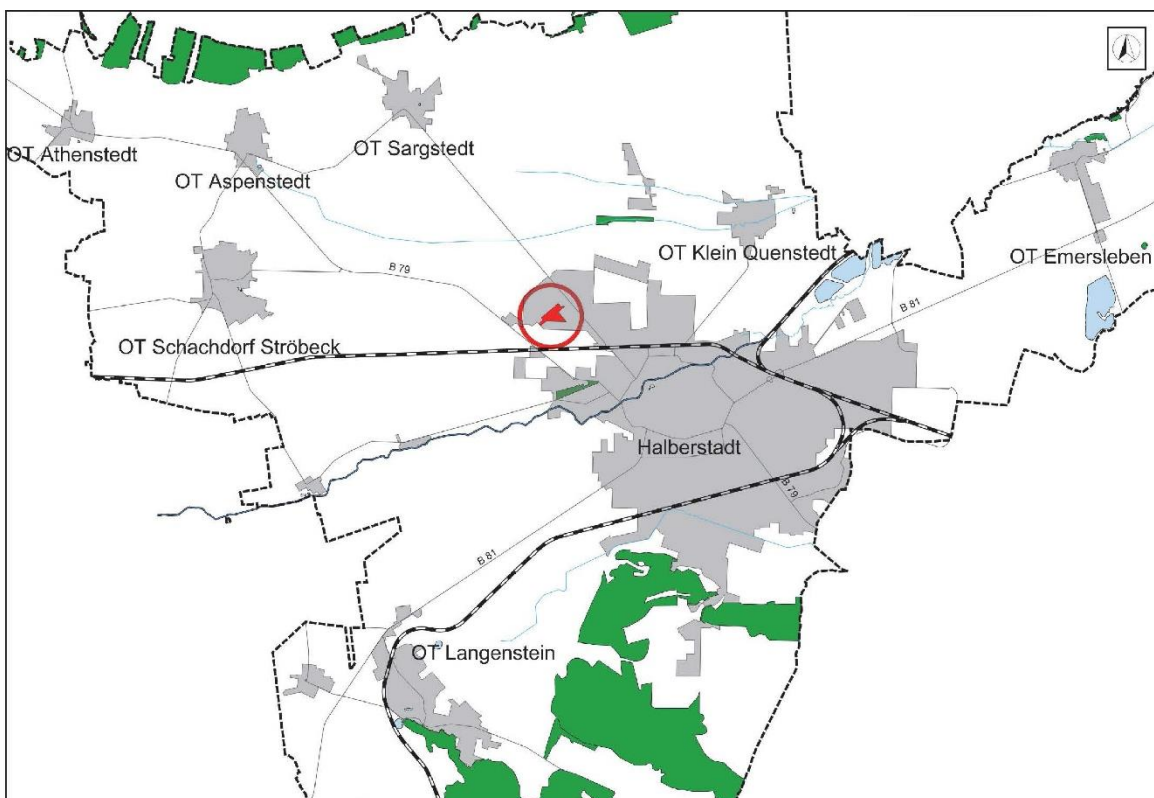 OT Sargstedt
OT Athenstedt
OT Aspenstedt
OT Klein Quenstedt
OT Emersleben
B 79
B 81
OT Schachdorf Ströbeck
Halberstadt
B 79
B 81
OT Langenstein